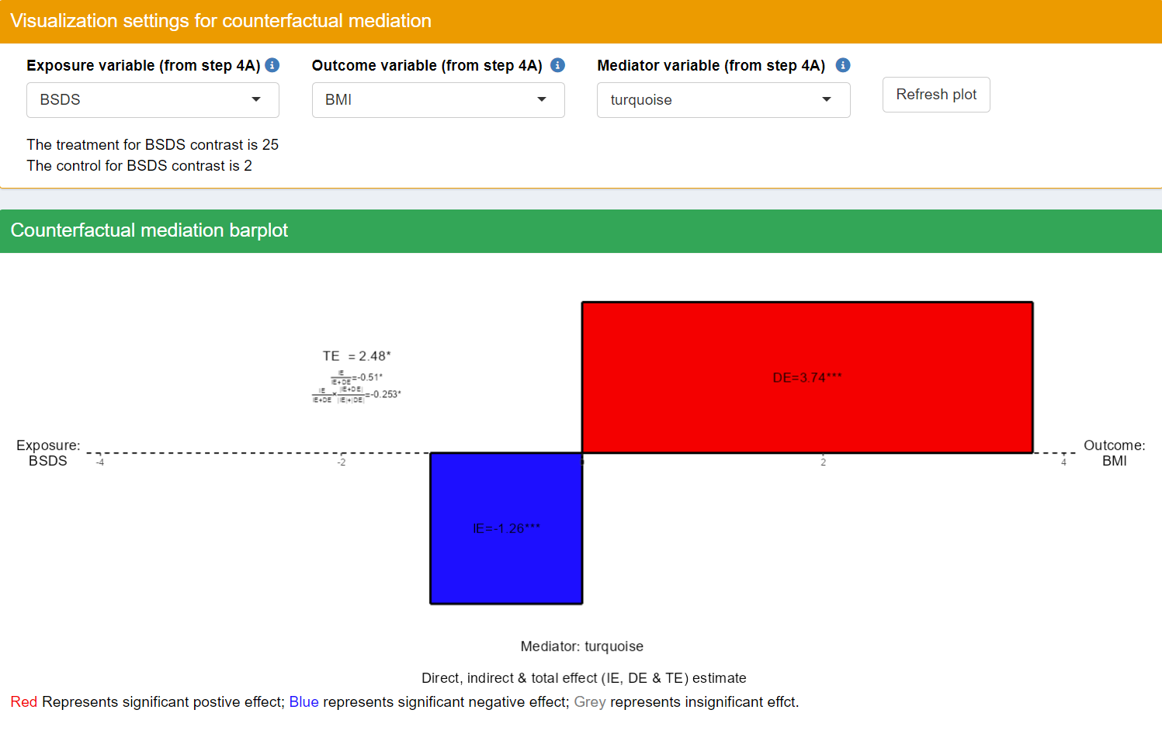 Visualization settings for counterfactual mediation
Exposure variable (from step 4A) Outcome variable (from step 4A) Mediator variable (from step 4A)
BSDS BMI turquoise Refresh plot
The treatment for BSDS contrast is 25
The control for BSDS contrast is 2
Counterfactual mediation barplot
TE = 2.48*
IE/IE+DE=-0.51*
IE/IE+DE*|IE+DE|/|IE|+|DE|=-0.253*
DE=3.74***
Exposure:
BSDS
-4 -2 2 4
Outcome:
BMI
IE=-1.26***
Mediator: turquoise
Direct, indirect & total effect (IE, DE & TE) estimate
Red Represents significant postive effect; Blue represents significant negative effect; Grey represents insignificant effct.